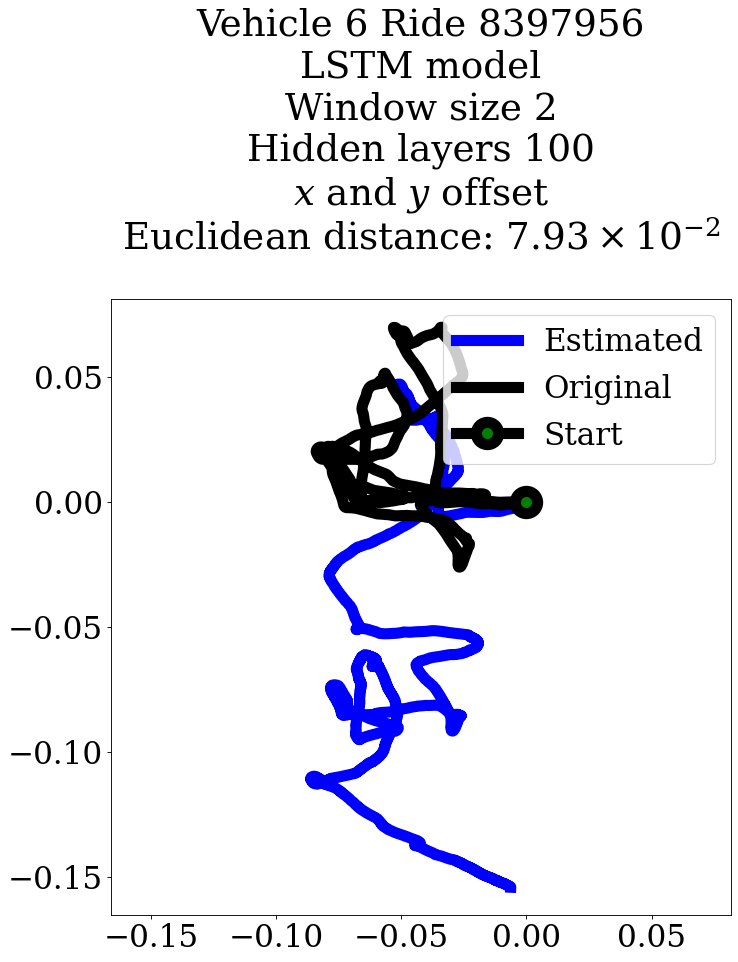 Vehicle 6 Ride 8397956
LSTM model
Window size 2
Hidden layers 100
x and y offset
Euclidean distance: 7.93 × 10⁻²
Estimated
Original
Start
0.05
0.00
−0.05
−0.10
−0.15
−0.15 −0.10 −0.05 0.00 0.05